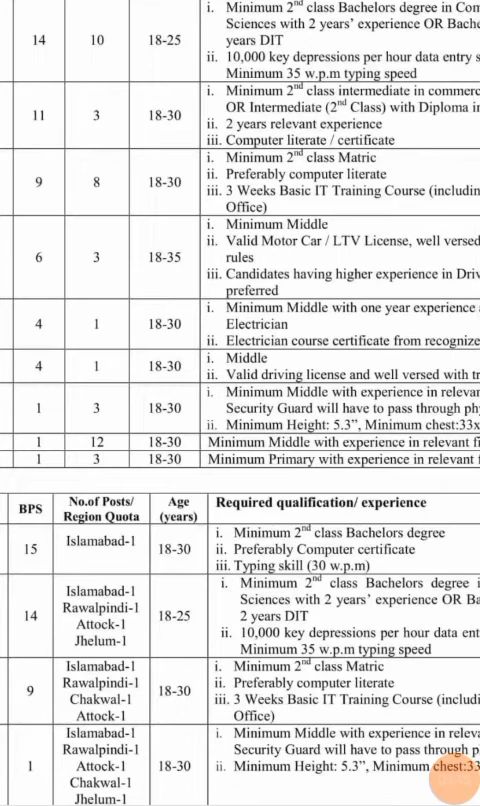 i. Minimum 2nd class Bachelors degree in Com
Sciences with 2 years' experience OR Bache
14 10 18-25 years DIT
ii. 10,000 key depressions per hour data entry s
Minimum 35 w.p.m typing speed
i. Minimum 2nd class intermediate in commerc
OR Intermediate (2nd Class) with Diploma i
11 3 18-30 ii. 2 years relevant experience
iii. Computer literate / certificate
i. Minimum 2nd class Matric
ii. Preferably computer literate
9 8 18-30 iii. 3 Weeks Basic IT Training Course (includin
Office)
i. Minimum Middle
ii. Valid Motor Car / LTV License, well versed
6 3 18-35 rules
iii. Candidates having higher experience in Driv
preferred
i. Minimum Middle with one year experience
4 1 18-30 Electrician
ii. Electrician course certificate from recognize
4 1 18-30 i. Middle
ii. Valid driving license and well versed with tr
i. Minimum Middle with experience in relevan
1 3 18-30 Security Guard will have to pass through ph
ii. Minimum Height: 5.3”, Minimum chest:33x
1 12 18-30 Minimum Middle with experience in relevant fi
1 3 18-30 Minimum Primary with experience in relevant f
BPS No.of Posts/ Region Quota Age (years) Required qualification/ experience
15 Islamabad-1 18-30 i. Minimum 2nd class Bachelors degree
ii. Preferably Computer certificate
iii. Typing skill (30 w.p.m)
i. Minimum 2nd class Bachelors degree i
Islamabad-1 Sciences with 2 years' experience OR Ba
14 Rawalpindi-1 18-25 2 years DIT
Attock-1 ii. 10,000 key depressions per hour data ent
Jhelum-1 Minimum 35 w.p.m typing speed
Islamabad-1 i. Minimum 2nd class Matric
9 Rawalpindi-1 18-30 ii. Preferably computer literate
Chakwal-1 iii. 3 Weeks Basic IT Training Course (includi
Attock-1 Office)
Islamabad-1 i. Minimum Middle with experience in releva
Rawalpindi-1 Security Guard will have to pass through p
1 Attock-1 18-30 ii. Minimum Height: 5.3”, Minimum chest:33
Chakwal-1
Jhelum-1